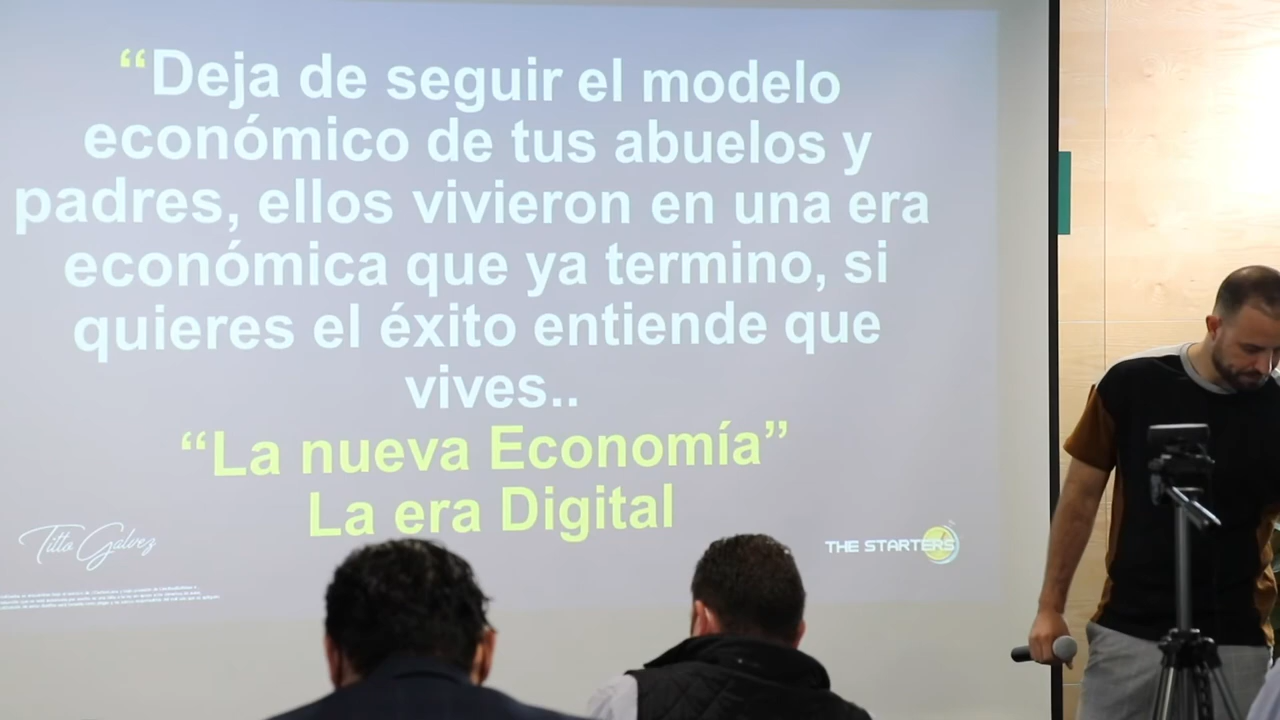 “Deja de seguir el modelo
económico de tus abuelos y
padres, ellos vivieron en una era
económica que ya termino, si
quieres el éxito entiende que
vives..
“La nueva Economía”
La era Digital
Titto Galvez
THE STARTERS